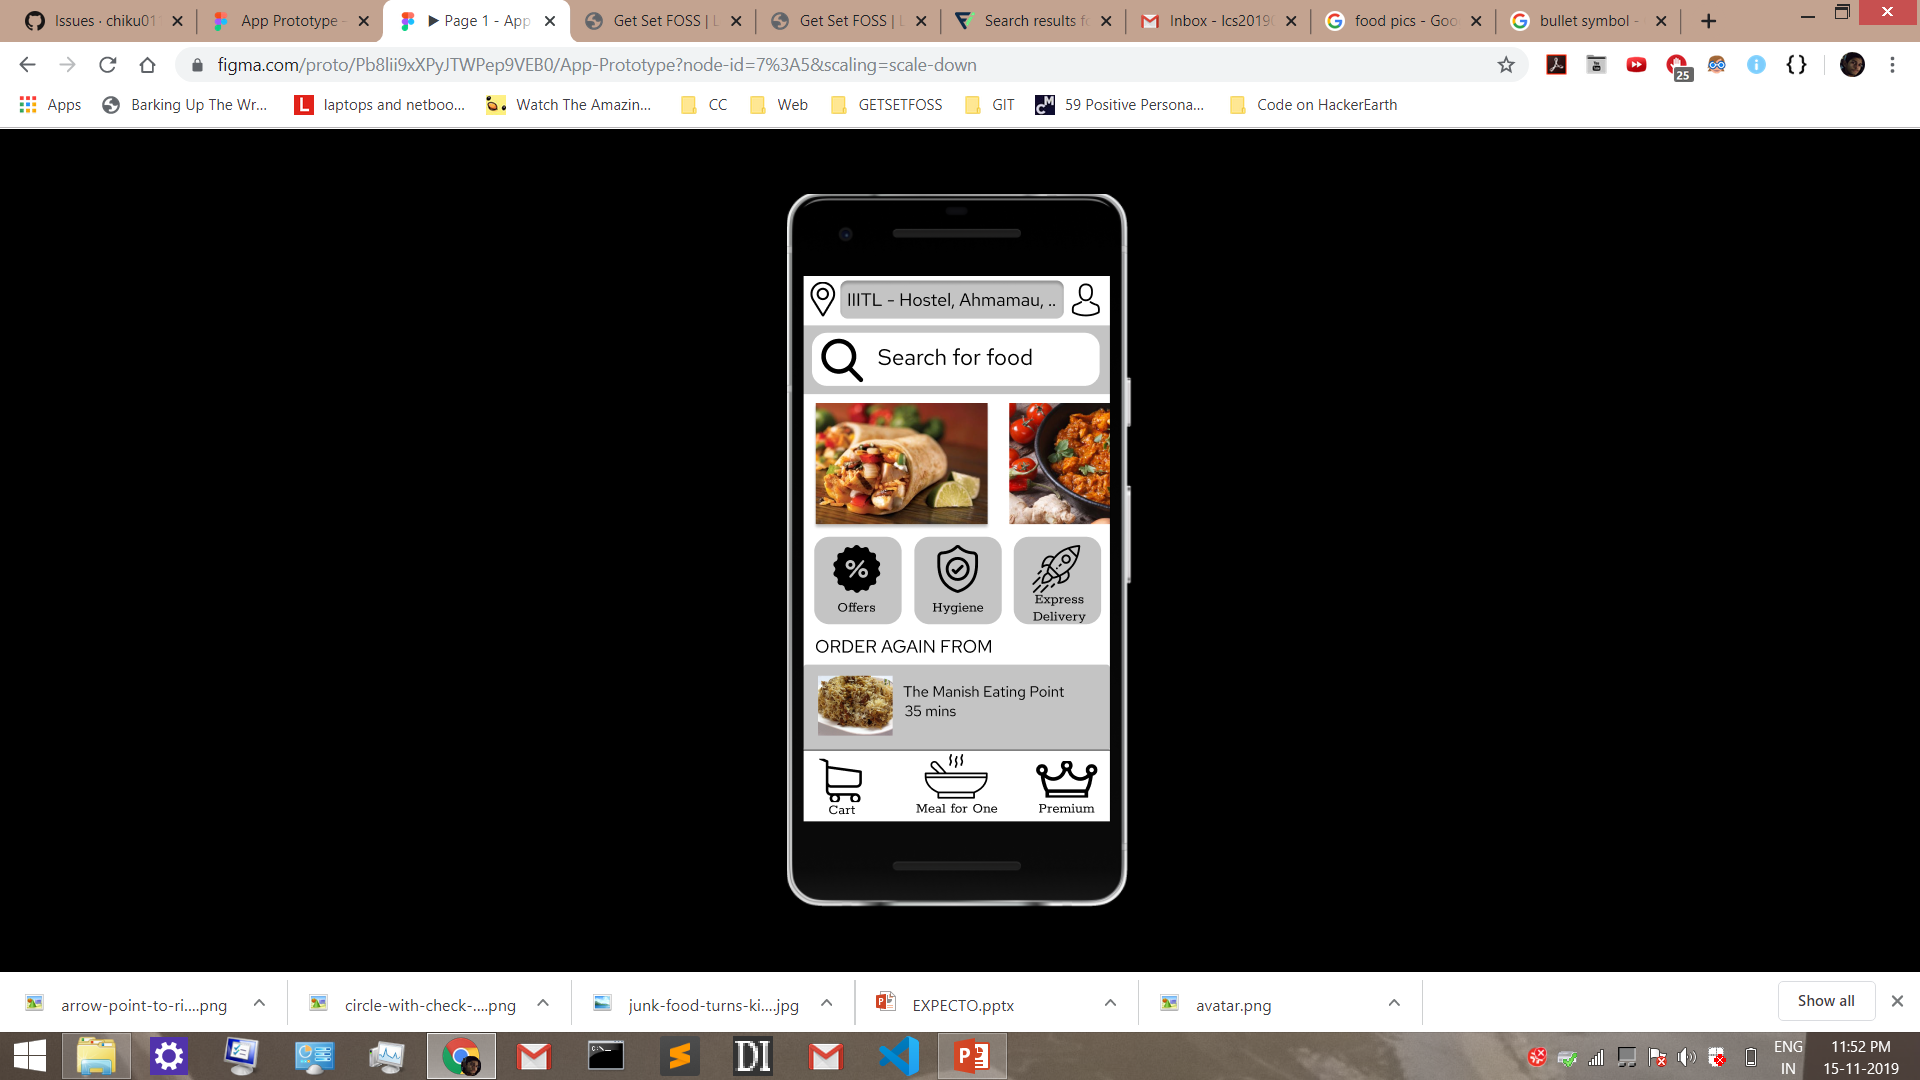 Issues · chiku01
App Prototype -
▶ Page 1 - App
Get Set FOSS | L
Get Set FOSS | L
Search results fo
Inbox - lcs2019
food pics - Goo
bullet symbol -
figma.com/proto/Pb8lii9xXPyJTWPep9VEB0/App-Prototype?node-id=7%3A5&scaling=scale-down
25
Apps
Barking Up The Wr...
laptops and netboo...
Watch The Amazin...
CC
Web
GETSETFOSS
GIT
59 Positive Persona...
Code on HackerEarth
IIITL - Hostel, Ahmamau, ..
Search for food
Offers
Hygiene
Express
Delivery
ORDER AGAIN FROM
The Manish Eating Point
35 mins
Cart
Meal for One
Premium
arrow-point-to-ri....png
circle-with-check-....png
junk-food-turns-ki....jpg
EXPECTO.pptx
avatar.png
Show all
DI
ENG
IN
11:52 PM
15-11-2019